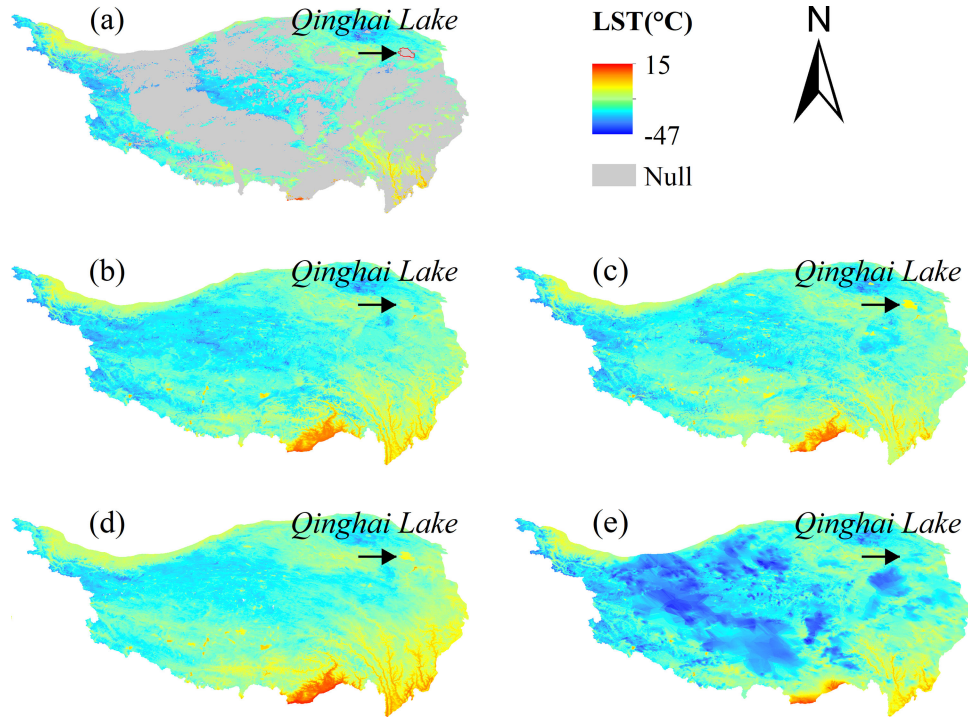 (a)
Qinghai Lake
LST(°C)
15
-47
Null
N
(b)
Qinghai Lake
(c)
Qinghai Lake
(d)
Qinghai Lake
(e)
Qinghai Lake